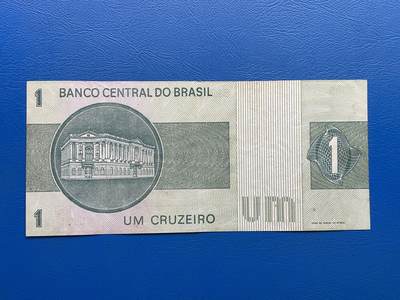 1 BANCO CENTRAL DO BRASIL
1
1 UM CRUZEIRO
um